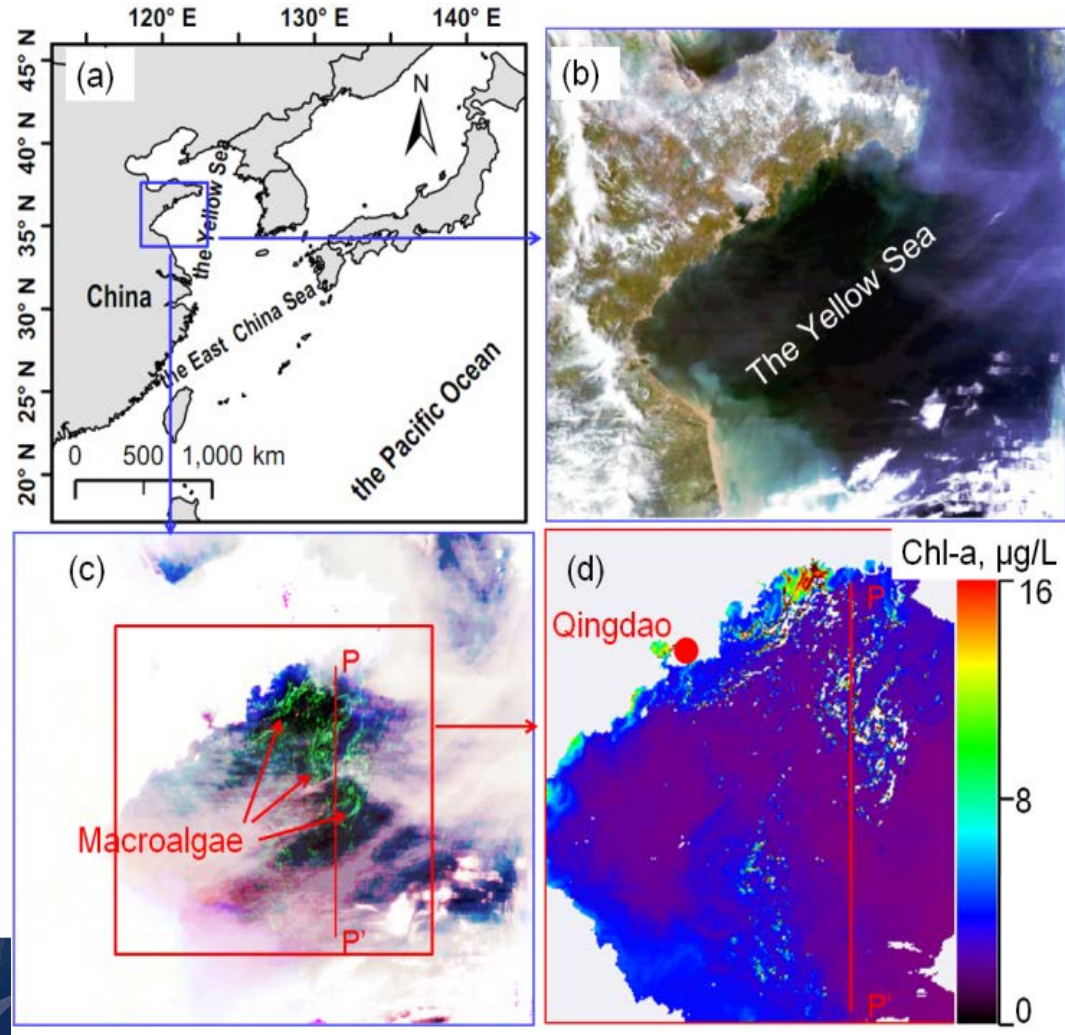 120° E 130° E 140° E
(a)
N
45° N
40° N
35° N
30° N
25° N
20° N
the Yellow Sea
China
the East China Sea
the Pacific Ocean
0 500 1,000 km
(b)
The Yellow Sea
(c)
P
Macroalgae
P'
(d)
Chl-a, µg/L
16
8
0
Qingdao
P
P'